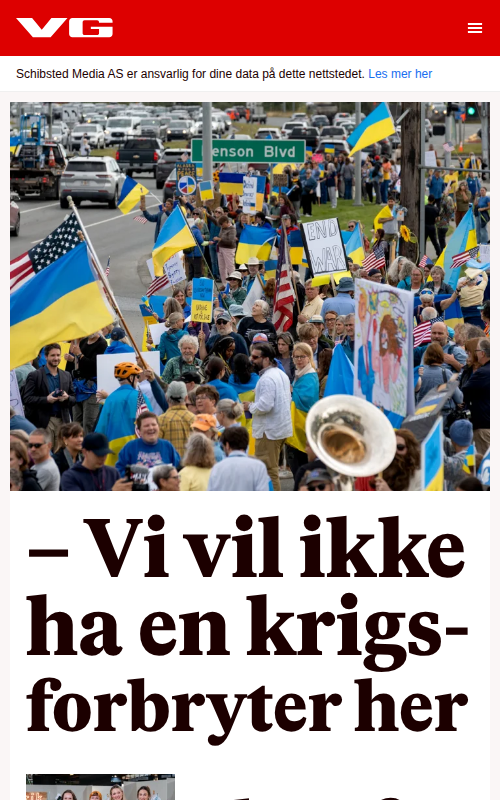 VG
Schibsted Media AS er ansvarlig for dine data på dette nettstedet. Les mer her
enson Blvd
END
WAR
– Vi vil ikke
ha en krigs-
forbryter her